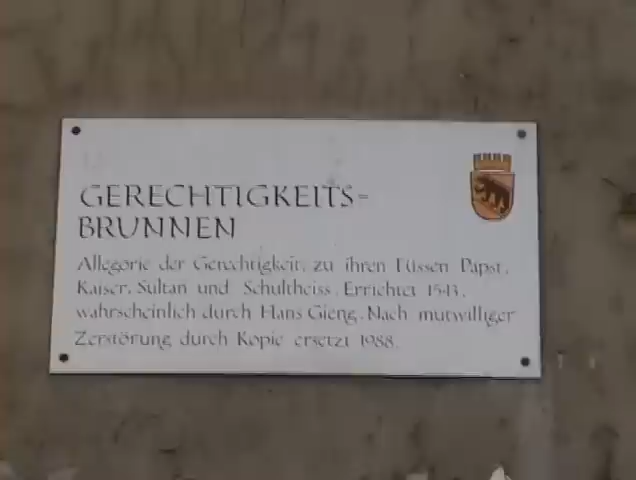 GERECHTIGKEITS=
BRUNNEN
Allegorie der Gerechtigkeit, zu ihren Füssen Papst,
Kaiser, Sultan und Schultheiss. Errichtet 1543,
wahrscheinlich durch Hans Gieng. Nach mutwilliger
Zerstörung durch Kopie ersetzt 1988.